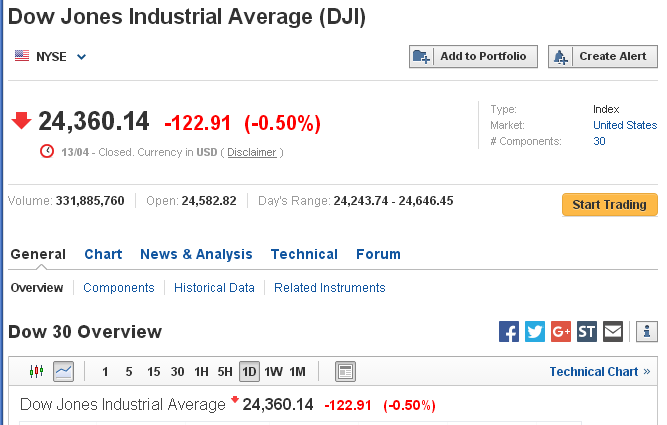 Dow Jones Industrial Average (DJI)
NYSE
Add to Portfolio
Create Alert
24,360.14 -122.91 (-0.50%)
Type: Index
Market: United States
# Components: 30
13/04 - Closed. Currency in USD ( Disclaimer )
Volume: 331,885,760 Open: 24,582.82 Day's Range: 24,243.74 - 24,646.45
Start Trading
General Chart News & Analysis Technical Forum
Overview Components Historical Data Related Instruments
Dow 30 Overview
f G+ ST i
1 5 15 30 1H 5H 1D 1W 1M
Technical Chart »
Dow Jones Industrial Average 24,360.14 -122.91 (-0.50%)